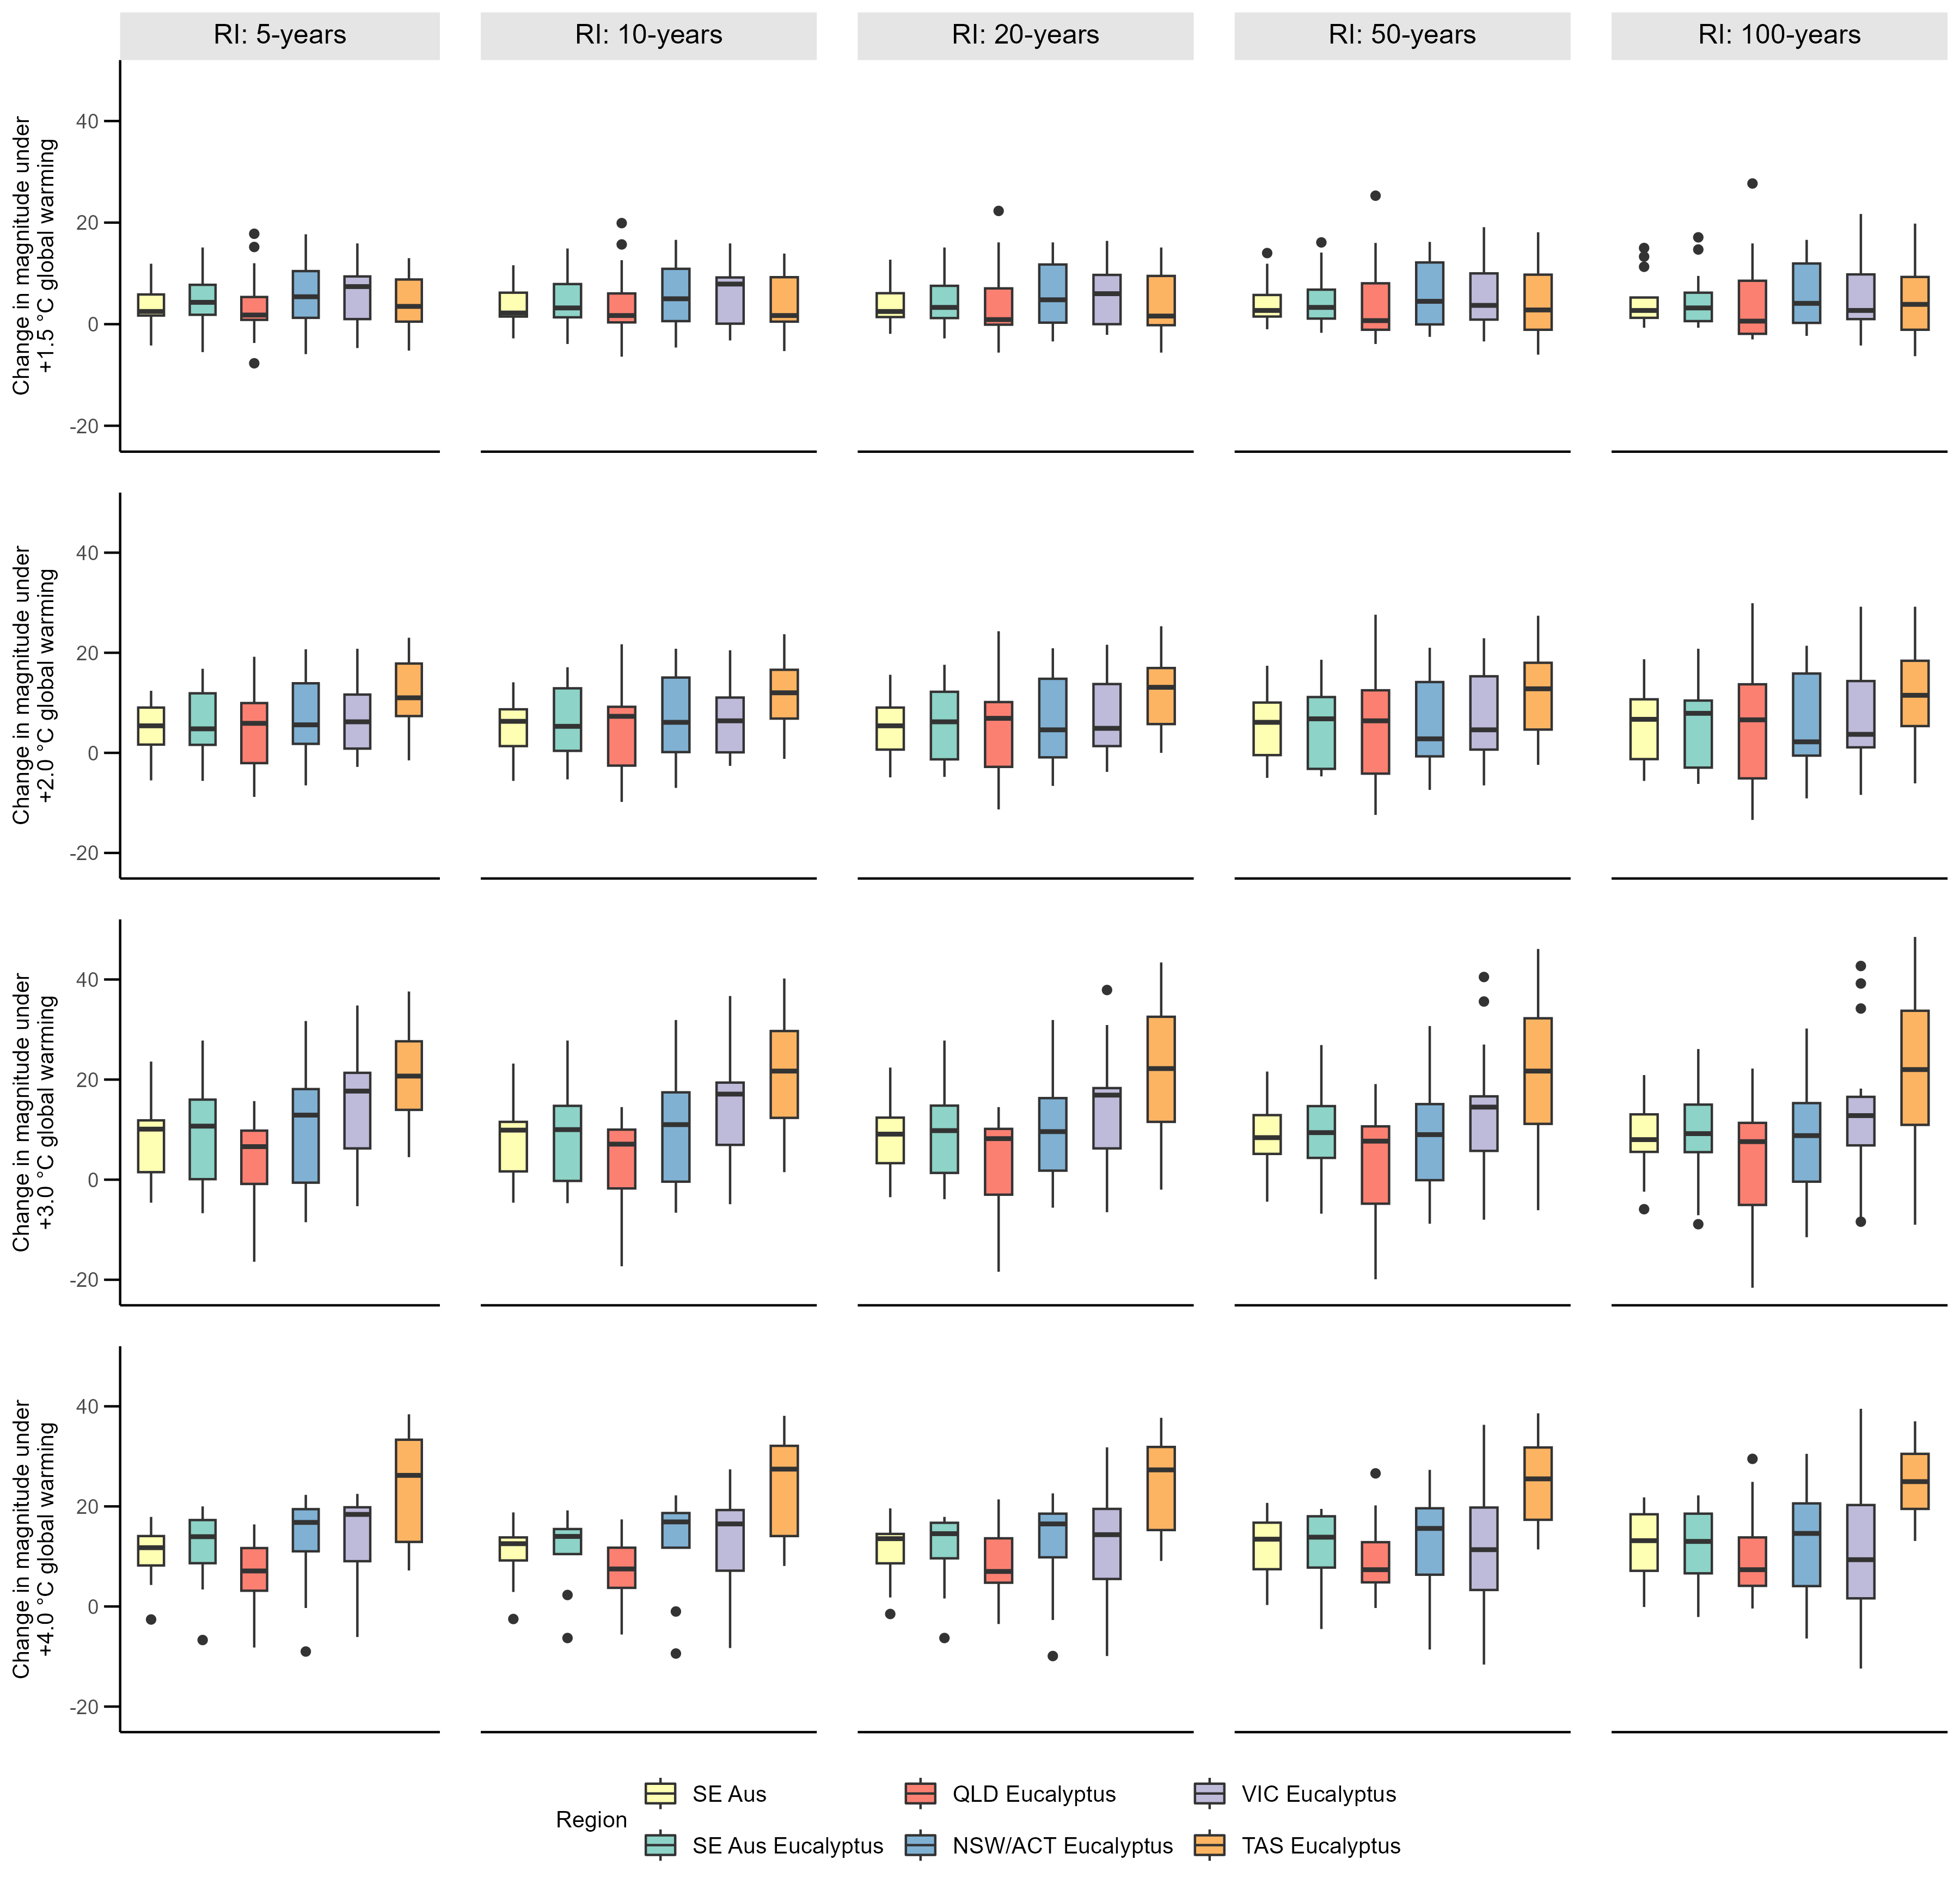 RI: 5-years
RI: 10-years
RI: 20-years
RI: 50-years
RI: 100-years
Change in magnitude under
+1.5 °C global warming
40
20
0
-20
Change in magnitude under
+2.0 °C global warming
40
20
0
-20
Change in magnitude under
+3.0 °C global warming
40
20
0
-20
Change in magnitude under
+4.0 °C global warming
40
20
0
-20
Region
SE Aus
QLD Eucalyptus
VIC Eucalyptus
SE Aus Eucalyptus
NSW/ACT Eucalyptus
TAS Eucalyptus